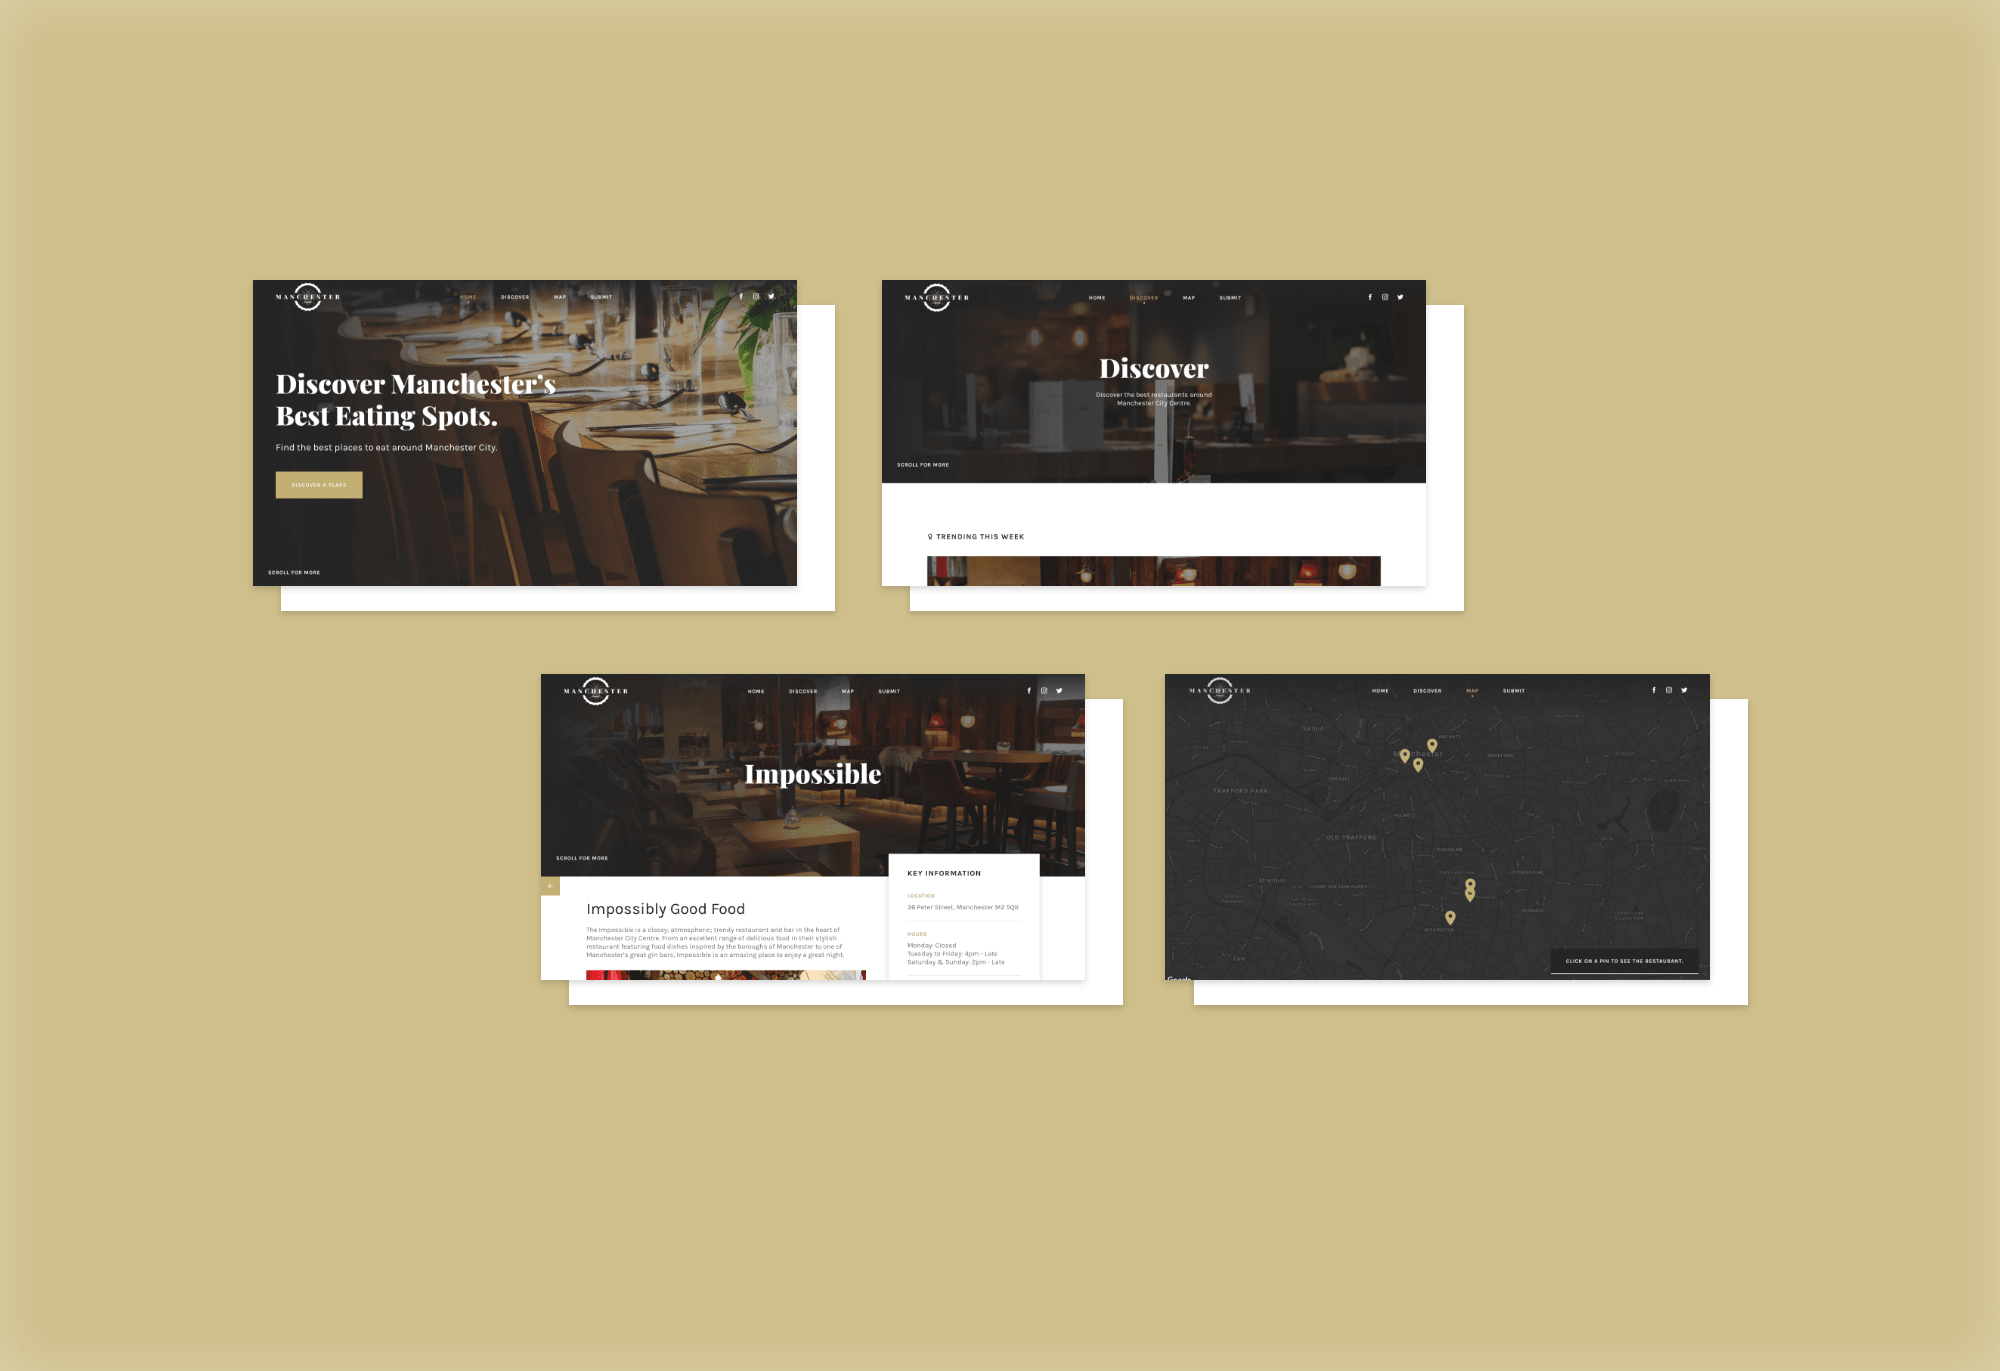 MANCHESTER
HOME
DISCOVER
MAP
SUBMIT
Discover Manchester's
Best Eating Spots.
Find the best places to eat around Manchester City.
DISCOVER A PLACE
SCROLL FOR MORE
MANCHESTER
HOME
DISCOVER
MAP
SUBMIT
Discover
Discover the best restaurants around
Manchester City Centre.
SCROLL FOR MORE
TRENDING THIS WEEK
MANCHESTER
HOME
DISCOVER
MAP
SUBMIT
Impossible
SCROLL FOR MORE
Impossibly Good Food
The Impossible is a classy; atmospheric; trendy restaurant and bar in the heart of
Manchester City Centre. From an excellent range of delicious food in their stylish
restaurant featuring food dishes inspired by the boroughs of Manchester to one of
Manchester's great gin bars, Impossible is an amazing place to enjoy a great night.
KEY INFORMATION
LOCATION
36 Peter Street, Manchester M2 5QR
HOURS
Monday: Closed
Tuesday to Friday: 4pm - Late
Saturday & Sunday: 2pm - Late
MANCHESTER
HOME
DISCOVER
MAP
SUBMIT
Salford
Manchester
TRAFFORD PARK
OLD TRAFFORD
Stretford
Sale
CLICK ON A PIN TO SEE THE RESTAURANT.
Google